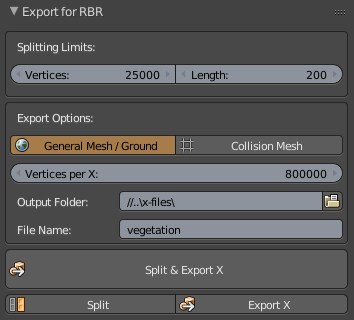 Export for RBR
Splitting Limits:
Vertices: 25000 Length: 200
Export Options:
General Mesh / Ground Collision Mesh
Vertices per X: 800000
Output Folder: //..\x-files\
File Name: vegetation
Split & Export X
Split Export X